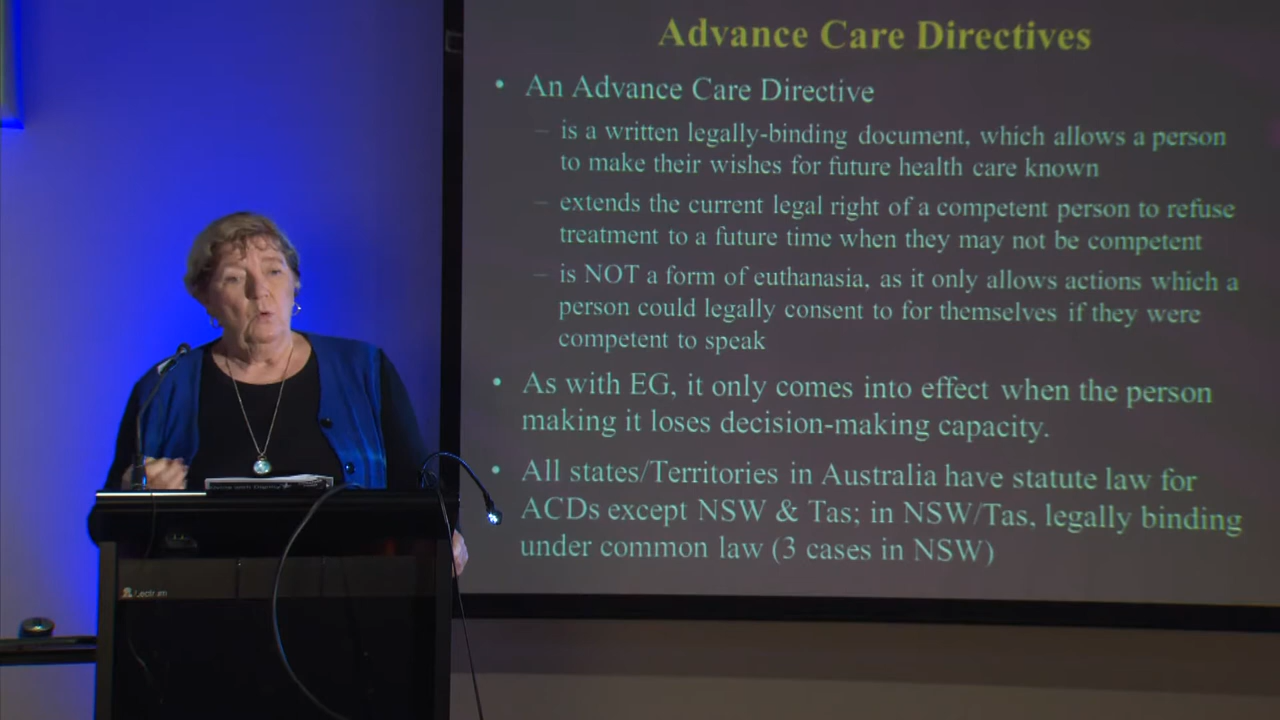 Advance Care Directives
• An Advance Care Directive
– is a written legally-binding document, which allows a person
to make their wishes for future health care known
– extends the current legal right of a competent person to refuse
treatment to a future time when they may not be competent
– is NOT a form of euthanasia, as it only allows actions which a
person could legally consent to for themselves if they were
competent to speak
• As with EG, it only comes into effect when the person
making it loses decision-making capacity.
• All states/Territories in Australia have statute law for
ACDs except NSW & Tas; in NSW/Tas, legally binding
under common law (3 cases in NSW)